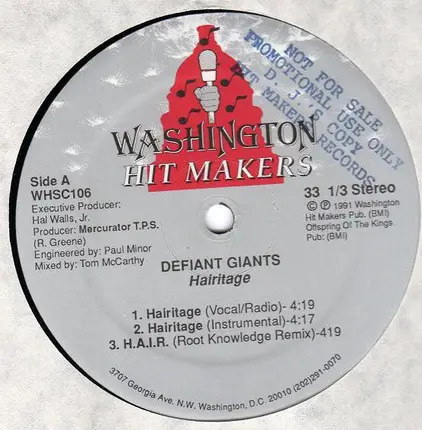 NOT FOR SALE
PROMOTIONAL USE ONLY
D. J. COPY
HIT MAKERS RECORDS
WASHINGTON
HIT MÁKERS
Side A
WHSC106
Executive Producer:
Hal Walls, Jr.
Producer: Mercurator T.P.S.
(R. Greene)
Engineered by: Paul Minor
Mixed by: Tom McCarthy
33 1/3 Stereo
© ℗ 1991 Washington
Hit Makers Pub. (BMI)
Offspring Of The Kings
Pub: (BMI)
DEFIANT GIANTS
Hairitage
1. Hairitage (Vocal/Radio)- 4:19
2. Hairitage (Instrumental)- 4:17
3. H.A.I.R. (Root Knowledge Remix)-419
3707 Georgia Ave. N.W. Washington, D.C. 20010 (202)291-0070